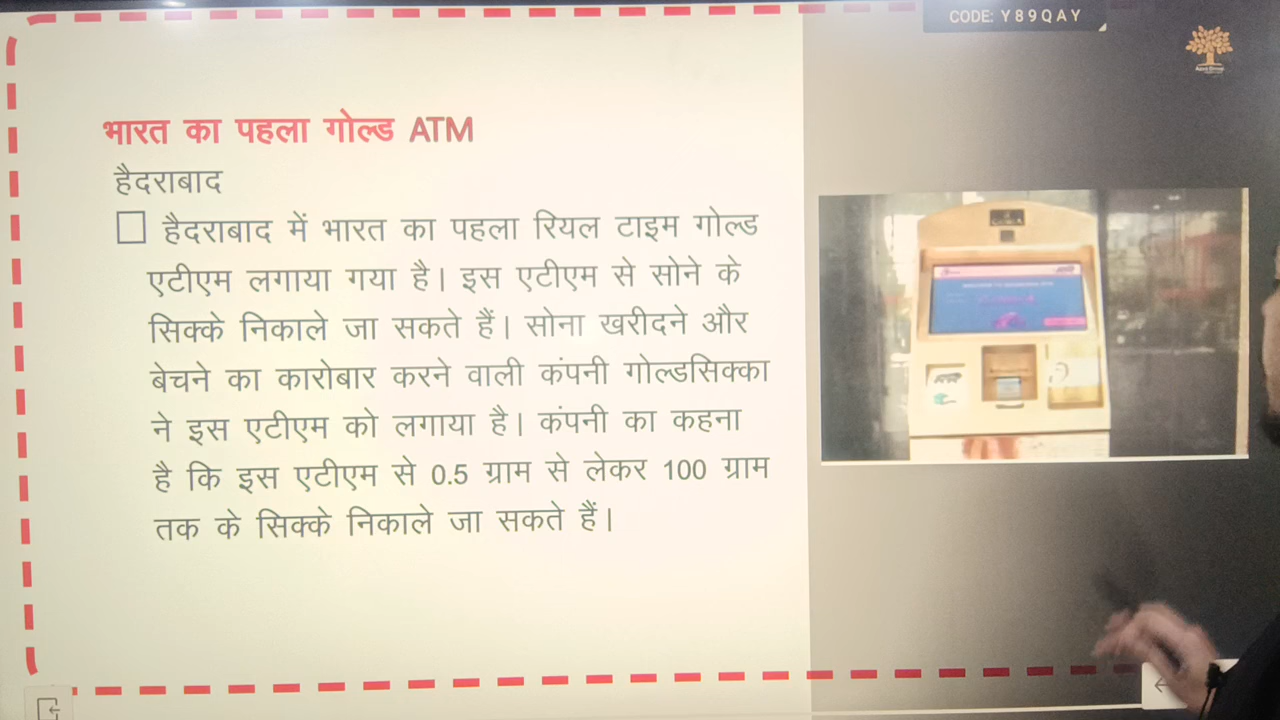 CODE: Y89QAY
भारत का पहला गोल्ड ATM
हैदराबाद
हैदराबाद में भारत का पहला रियल टाइम गोल्ड
एटीएम लगाया गया है। इस एटीएम से सोने के
सिक्के निकाले जा सकते हैं। सोना खरीदने और
बेचने का कारोबार करने वाली कंपनी गोल्डसिक्का
ने इस एटीएम को लगाया है। कंपनी का कहना
है कि इस एटीएम से 0.5 ग्राम से लेकर 100 ग्राम
तक के सिक्के निकाले जा सकते हैं।